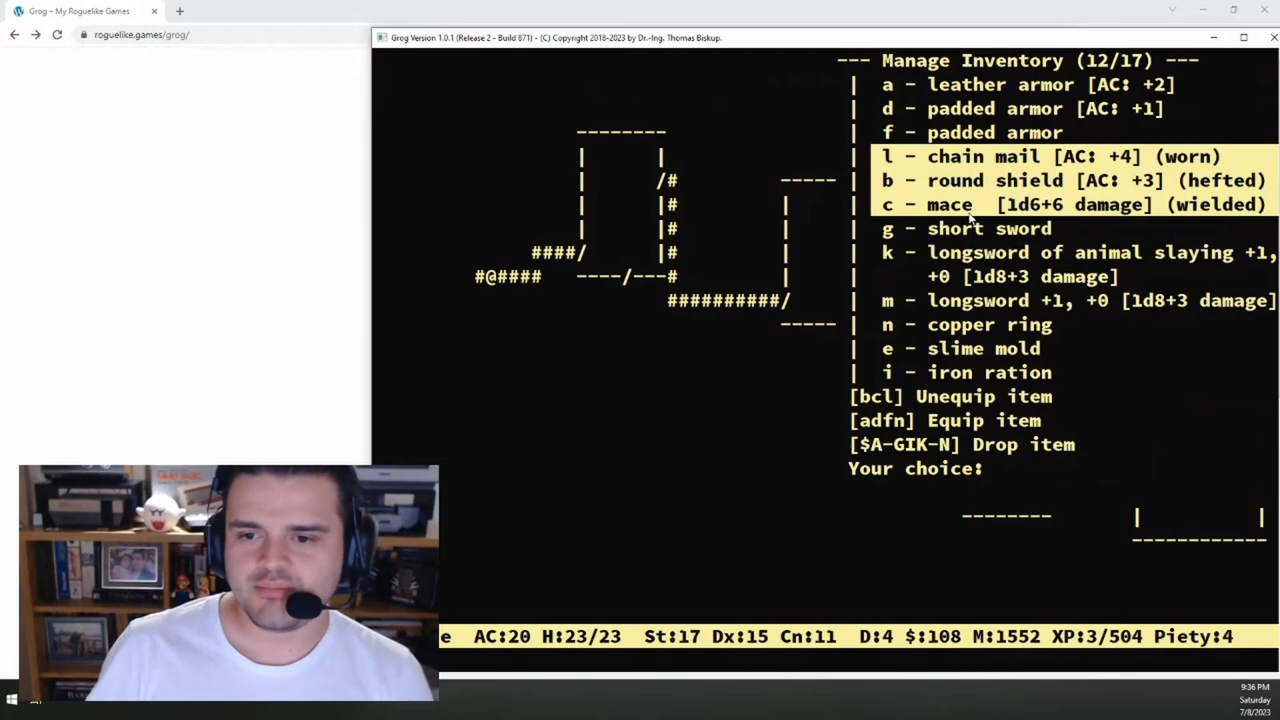 Grog – My Roguelike Games
roguelike.games/grog/
Grog Version 1.0.1 (Release 2 - Build 871) - (C) Copyright 2018-2023 by Dr.-Ing. Thomas Biskup.
--- Manage Inventory (12/17) ---
a - leather armor [AC: +2]
d - padded armor [AC: +1]
f - padded armor
l - chain mail [AC: +4] (worn)
b - round shield [AC: +3] (hefted)
c - mace [1d6+6 damage] (wielded)
g - short sword
k - longsword of animal slaying +1,
+0 [1d8+3 damage]
m - longsword +1, +0 [1d8+3 damage]
n - copper ring
e - slime mold
i - iron ration
[bcl] Unequip item
[adfn] Equip item
[$A-GIK-N] Drop item
Your choice:
e AC:20 H:23/23 St:17 Dx:15 Cn:11 D:4 $:108 M:1552 XP:3/504 Piety:4
9:36 PM
Saturday
7/8/2023